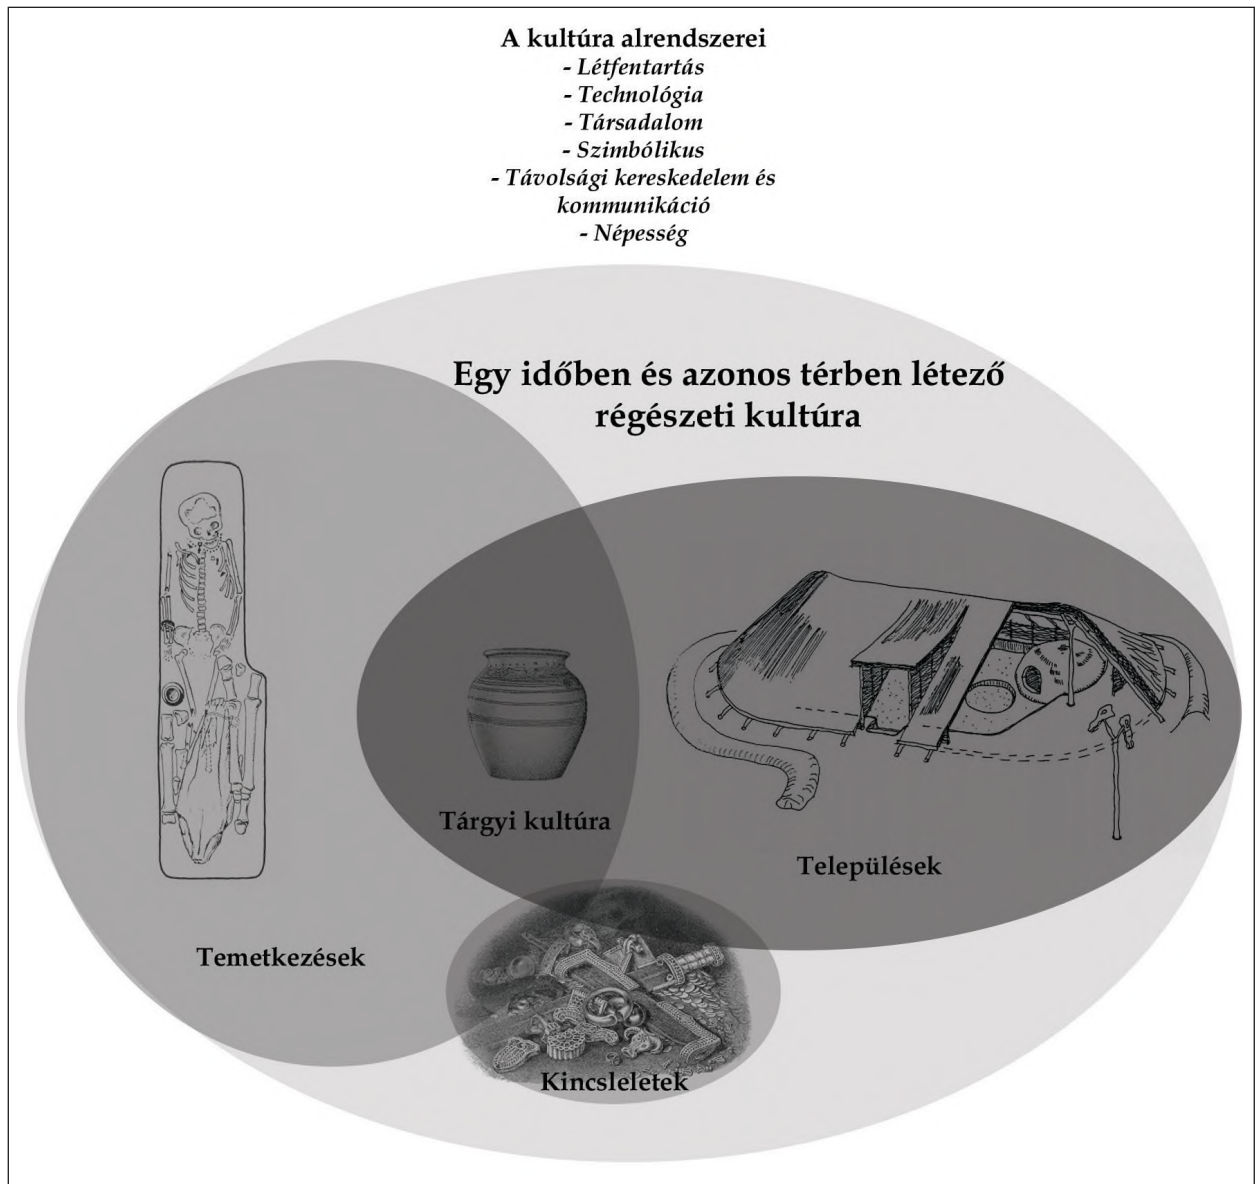 A kultúra alrendszerei
- Létfentartás
- Technológia
- Társadalom
- Szimbólikus
- Távolsági kereskedelem és
kommunikáció
- Népesség
Egy időben és azonos térben létező
régészeti kultúra
Tárgyi kultúra
Települések
Temetkezések
Kincsleletek